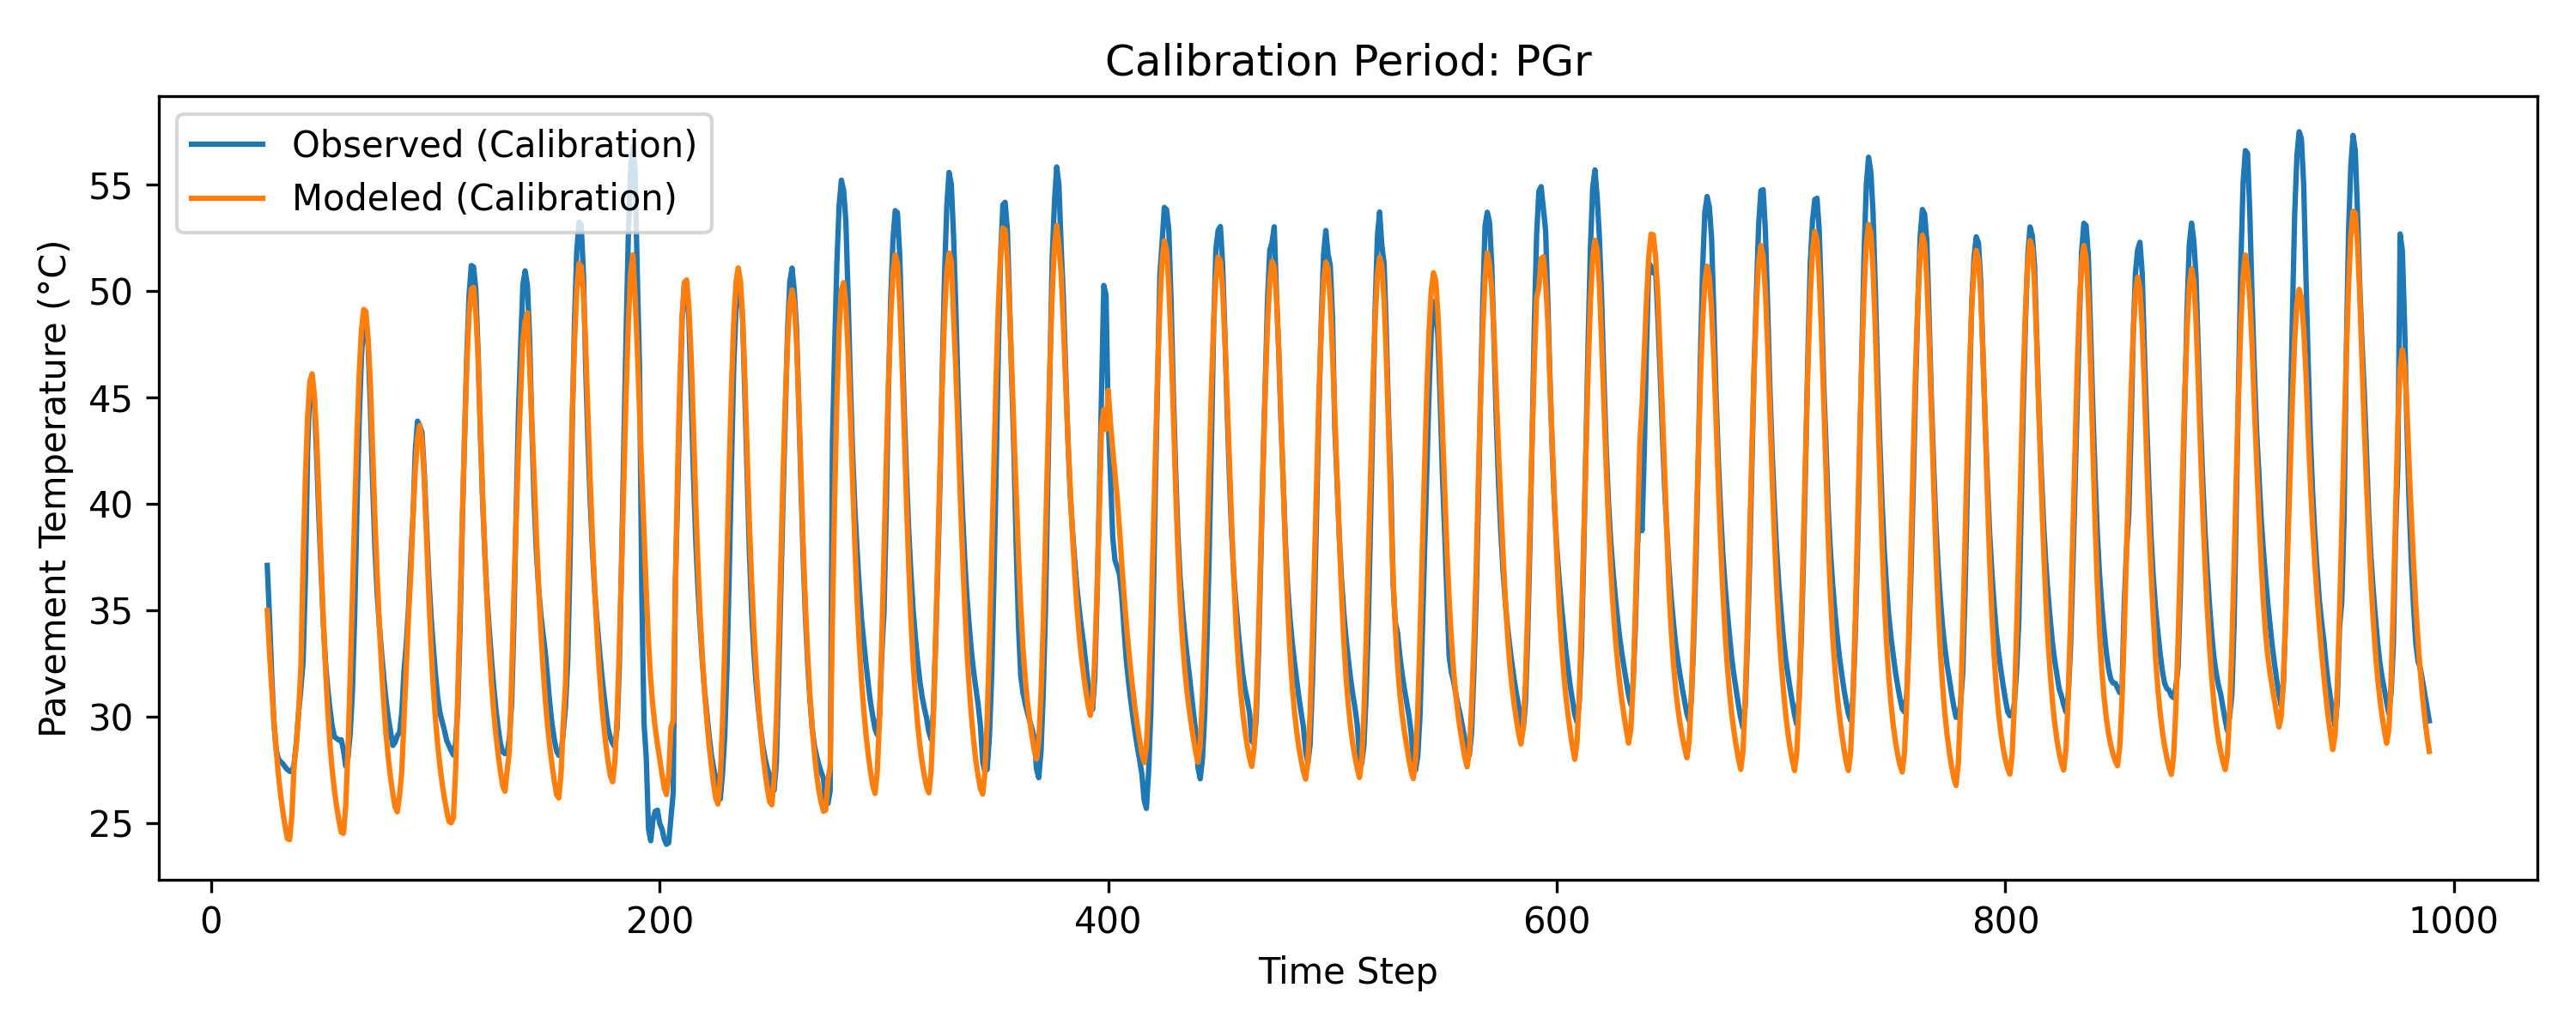 Calibration Period: PGr
Observed (Calibration)
Modeled (Calibration)
Pavement Temperature (°C)
55
50
45
40
35
30
25
0
200
400
600
800
1000
Time Step